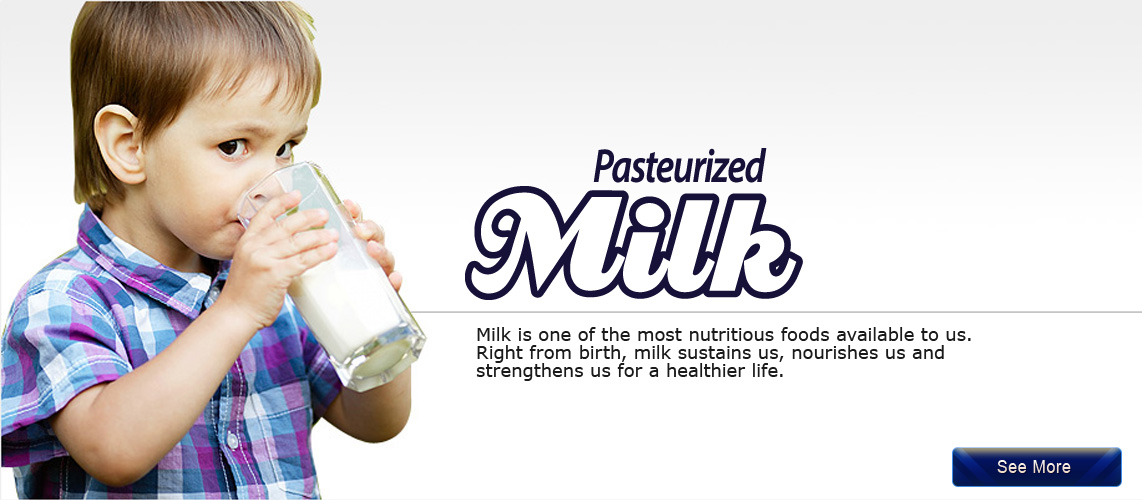 Pasteurized
Milk
Milk is one of the most nutritious foods available to us.
Right from birth, milk sustains us, nourishes us and
strengthens us for a healthier life.
See More